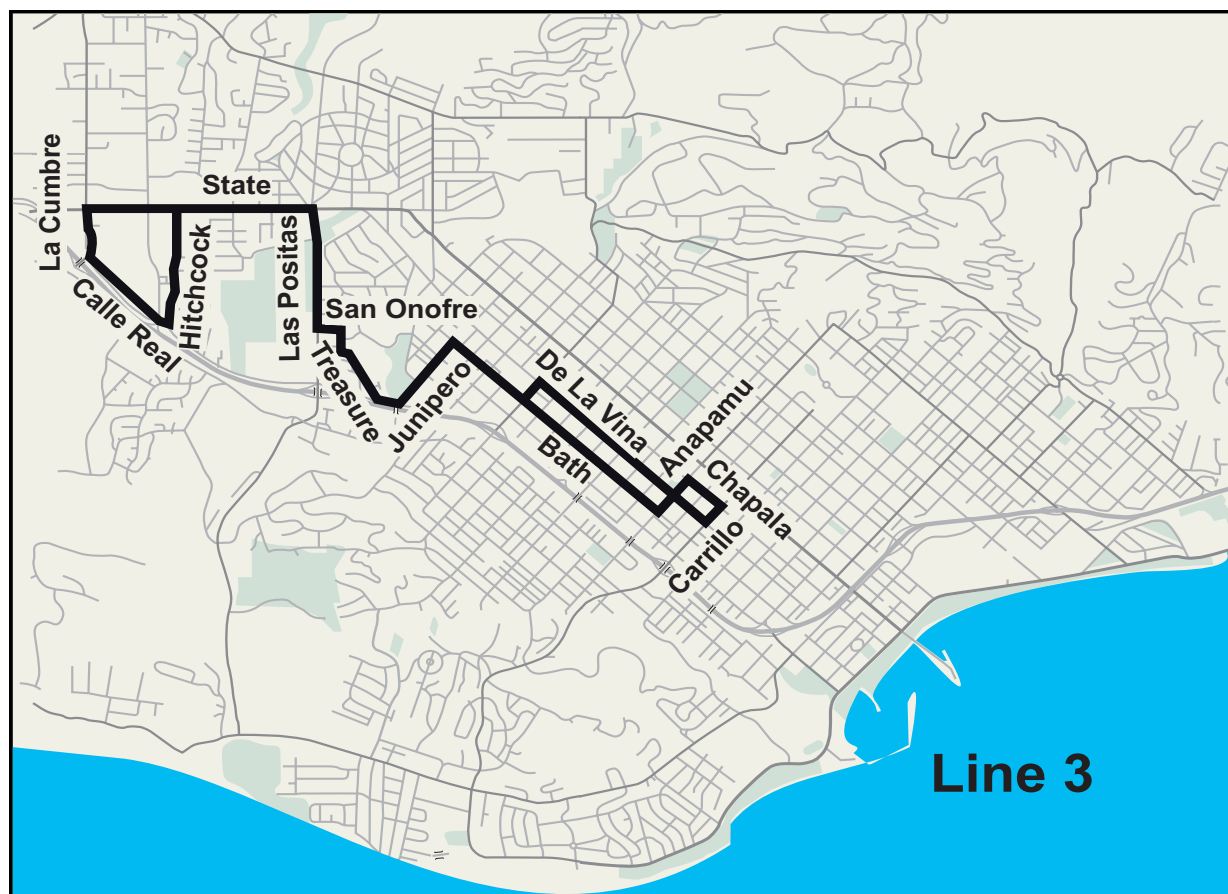 La Cumbre
State
Hitchcock
Las Positas
Calle Real
San Onofre
Treasure
Junipero
De La Vina
Bath
Anapamu
Chapala
Carrillo
Line 3